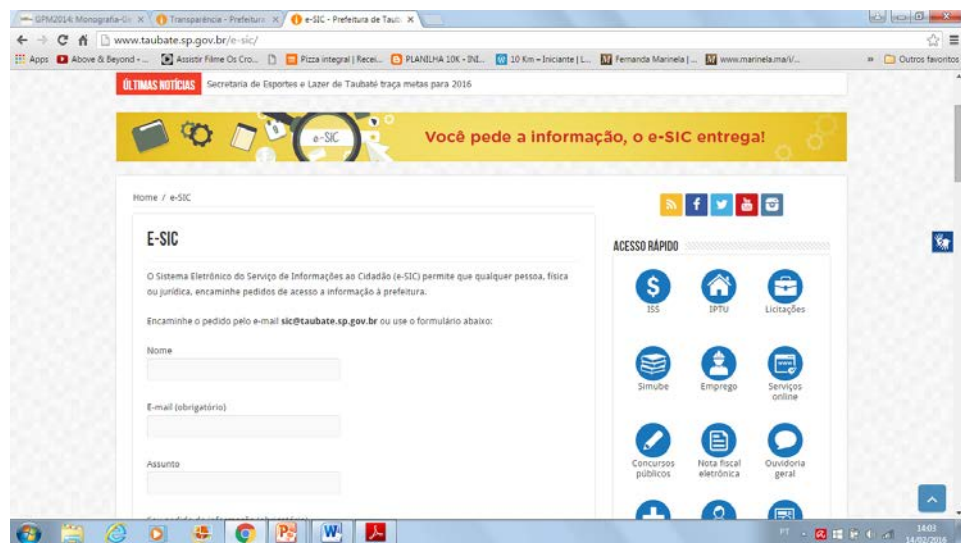 GPM2014: Monografia-Gi
Transparência - Prefeitura
e-SIC - Prefeitura de Taub
www.taubate.sp.gov.br/e-sic/
Apps
Above & Beyond - ...
Assistir Filme Os Cro...
Pizza integral | Recei...
PLANILHA 10K - INI...
10 Km – Iniciante | L...
Fernanda Marinela | ...
Outros favoritos
ÚLTIMAS NOTÍCIAS
Secretaria de Esportes e Lazer de Taubaté traça metas para 2016
e-SIC
Você pede a informação, o e-SIC entrega!
Home / e-SIC
E-SIC
O Sistema Eletrônico do Serviço de Informações ao Cidadão (e-SIC) permite que qualquer pessoa, física
ou jurídica, encaminhe pedidos de acesso a informação à prefeitura.
Encaminhe o pedido pelo e-mail sic@taubate.sp.gov.br ou use o formulário abaixo:
Nome
E-mail (obrigatório)
Assunto
ACESSO RÁPIDO
ISS
IPTU
Licitações
Simube
Emprego
Serviços
online
Concursos
públicos
Nota fiscal
eletrônica
Ouvidoria
geral
PT
14:03
14/02/2016